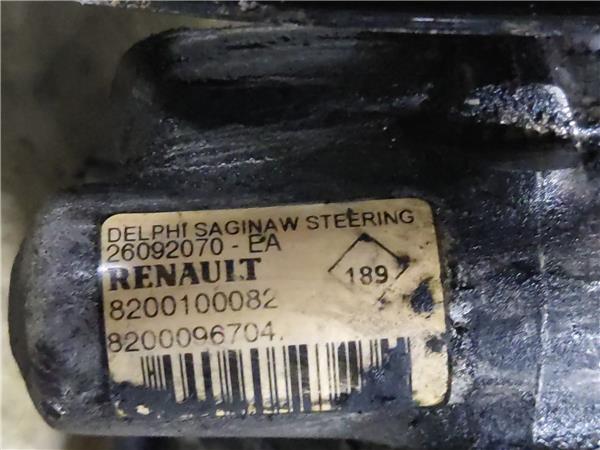 DELPHI SAGINAW STEERING
26092070-EA
RENAULT
189
8200100082
8200096704.